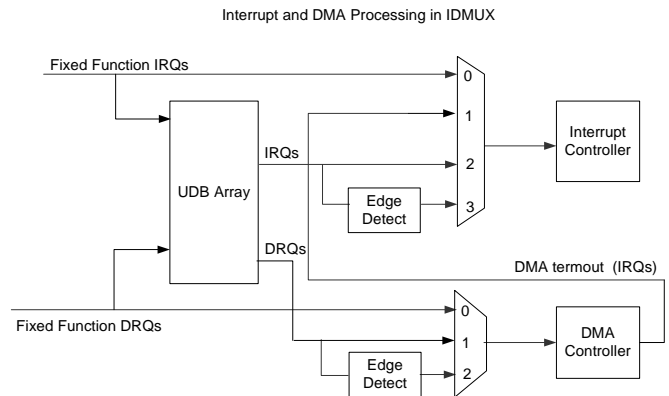 Interrupt and DMA Processing in IDMUX
Fixed Function IRQs
0
1
Interrupt
Controller
IRQs
2
UDB Array
Edge
Detect
3
DRQs
DMA termout (IRQs)
0
Fixed Function DRQs
1
DMA
Controller
Edge
Detect
2